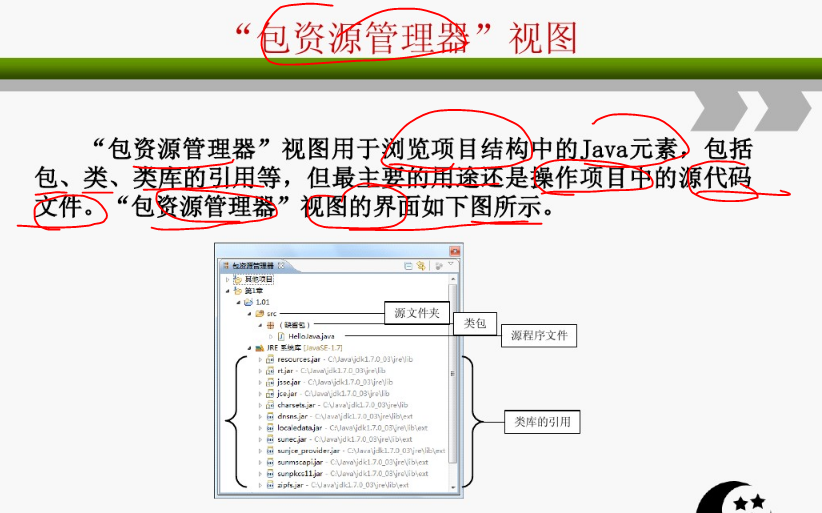 “包资源管理器”视图
“包资源管理器”视图用于浏览项目结构中的Java元素，包括
包、类、类库的引用等，但最主要的用途还是操作项目中的源代码
文件。“包资源管理器”视图的界面如下图所示。
包资源管理器
其他项目
第1章
1.01
src
源文件夹
（缺省包）
类包
HelloJava.java
源程序文件
JRE 系统库 [JavaSE-1.7]
resources.jar - C:\Java\jdk1.7.0_03\jre\lib
rt.jar - C:\Java\jdk1.7.0_03\jre\lib
jsse.jar - C:\Java\jdk1.7.0_03\jre\lib
jce.jar - C:\Java\jdk1.7.0_03\jre\lib
charsets.jar - C:\Java\jdk1.7.0_03\jre\lib
dnsns.jar - C:\Java\jdk1.7.0_03\jre\lib\ext
类库的引用
localedata.jar - C:\Java\jdk1.7.0_03\jre\lib\ext
sunec.jar - C:\Java\jdk1.7.0_03\jre\lib\ext
sunjce_provider.jar - C:\Java\jdk1.7.0_03\jre\lib\ext
sunmscapi.jar - C:\Java\jdk1.7.0_03\jre\lib\ext
sunpkcs11.jar - C:\Java\jdk1.7.0_03\jre\lib\ext
zipfs.jar - C:\Java\jdk1.7.0_03\jre\lib\ext